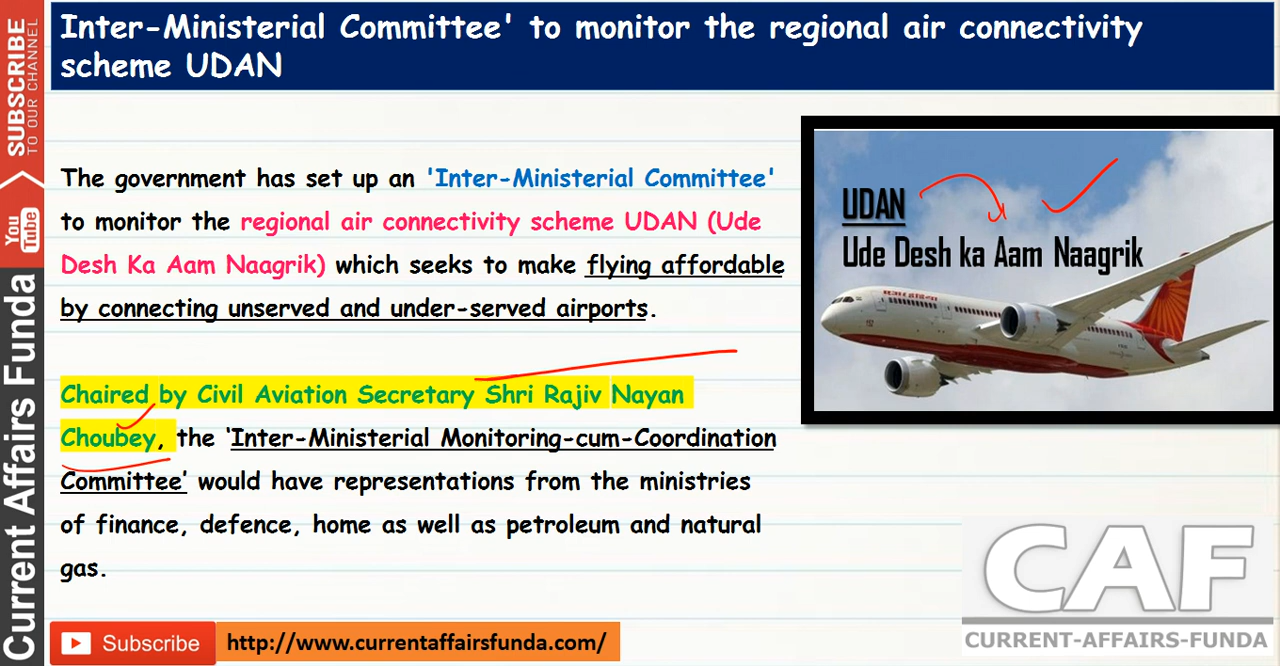 Inter-Ministerial Committee' to monitor the regional air connectivity
scheme UDAN
SUBSCRIBE
TO OUR CHANNEL
You
Tube
Current Affairs Funda
The government has set up an 'Inter-Ministerial Committee'
to monitor the regional air connectivity scheme UDAN (Ude
Desh Ka Aam Naagrik) which seeks to make flying affordable
by connecting unserved and under-served airports.
Chaired by Civil Aviation Secretary Shri Rajiv Nayan
Choubey, the ‘Inter-Ministerial Monitoring-cum-Coordination
Committee’ would have representations from the ministries
of finance, defence, home as well as petroleum and natural
gas.
UDAN
Ude Desh ka Aam Naagrik
CAF
CURRENT-AFFAIRS-FUNDA
Subscribe
http://www.currentaffairsfunda.com/